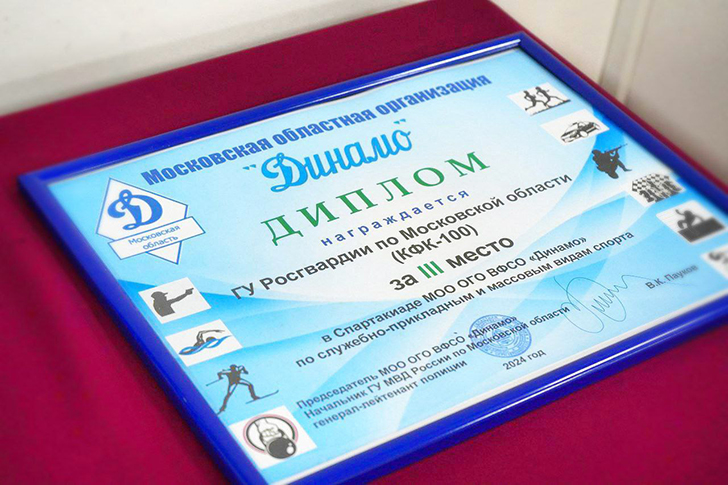 Московская областная организация
"Динамо"
ДИПЛОМ
награждается
ГУ Росгвардии по Московской области
(КФК-100)
за III место
в Спартакиаде МОО ОГО ВФСО «Динамо»
по служебно-прикладным и массовым видам спорта
Председатель МОО ОГО ВФСО «Динамо»
Начальник ГУ МВД России по Московской области
генерал-лейтенант полиции
В.К. Пауков
2024 год
Д
Московская
область